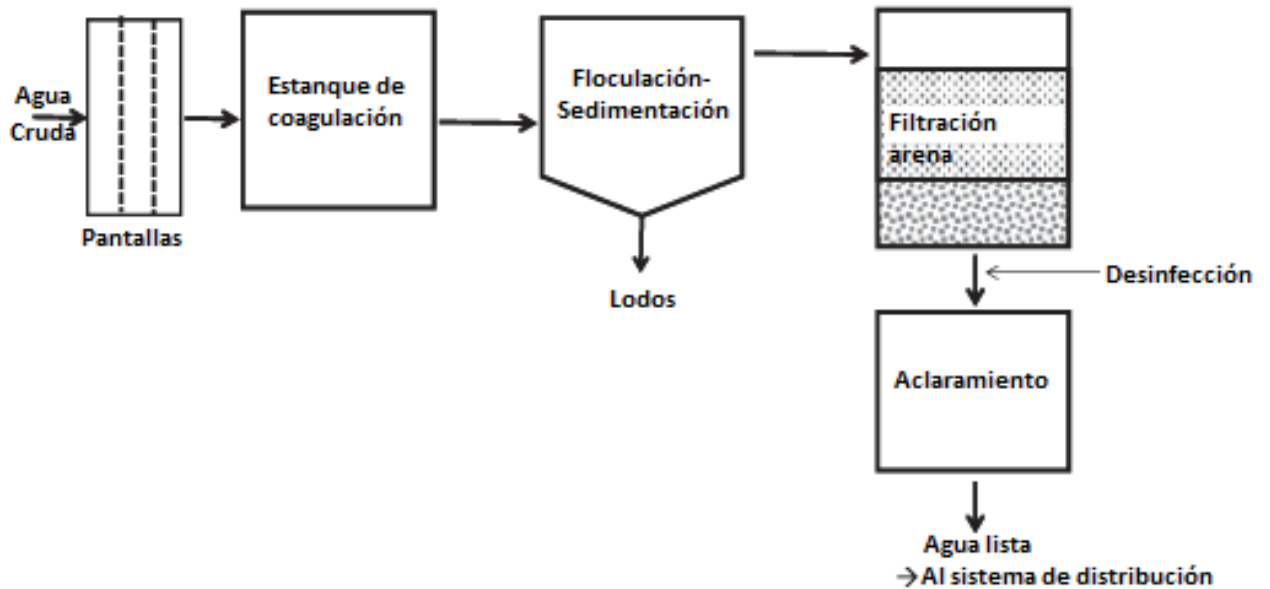 Agua
Cruda
Pantallas
Estanque de
coagulación
Floculación-
Sedimentación
Lodos
Filtración
arena
Desinfección
Aclaramiento
Agua lista
→Al sistema de distribución